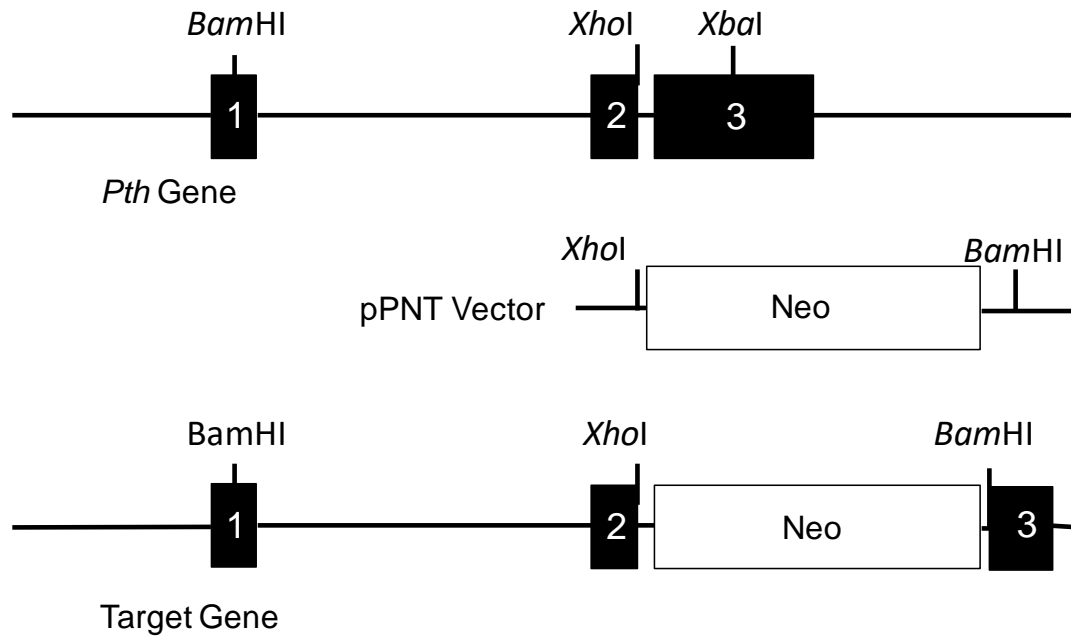 BamHI XhoI XbaI
1 2 3
Pth Gene
XhoI BamHI
pPNT Vector Neo
BamHI XhoI BamHI
1 2 Neo 3
Target Gene